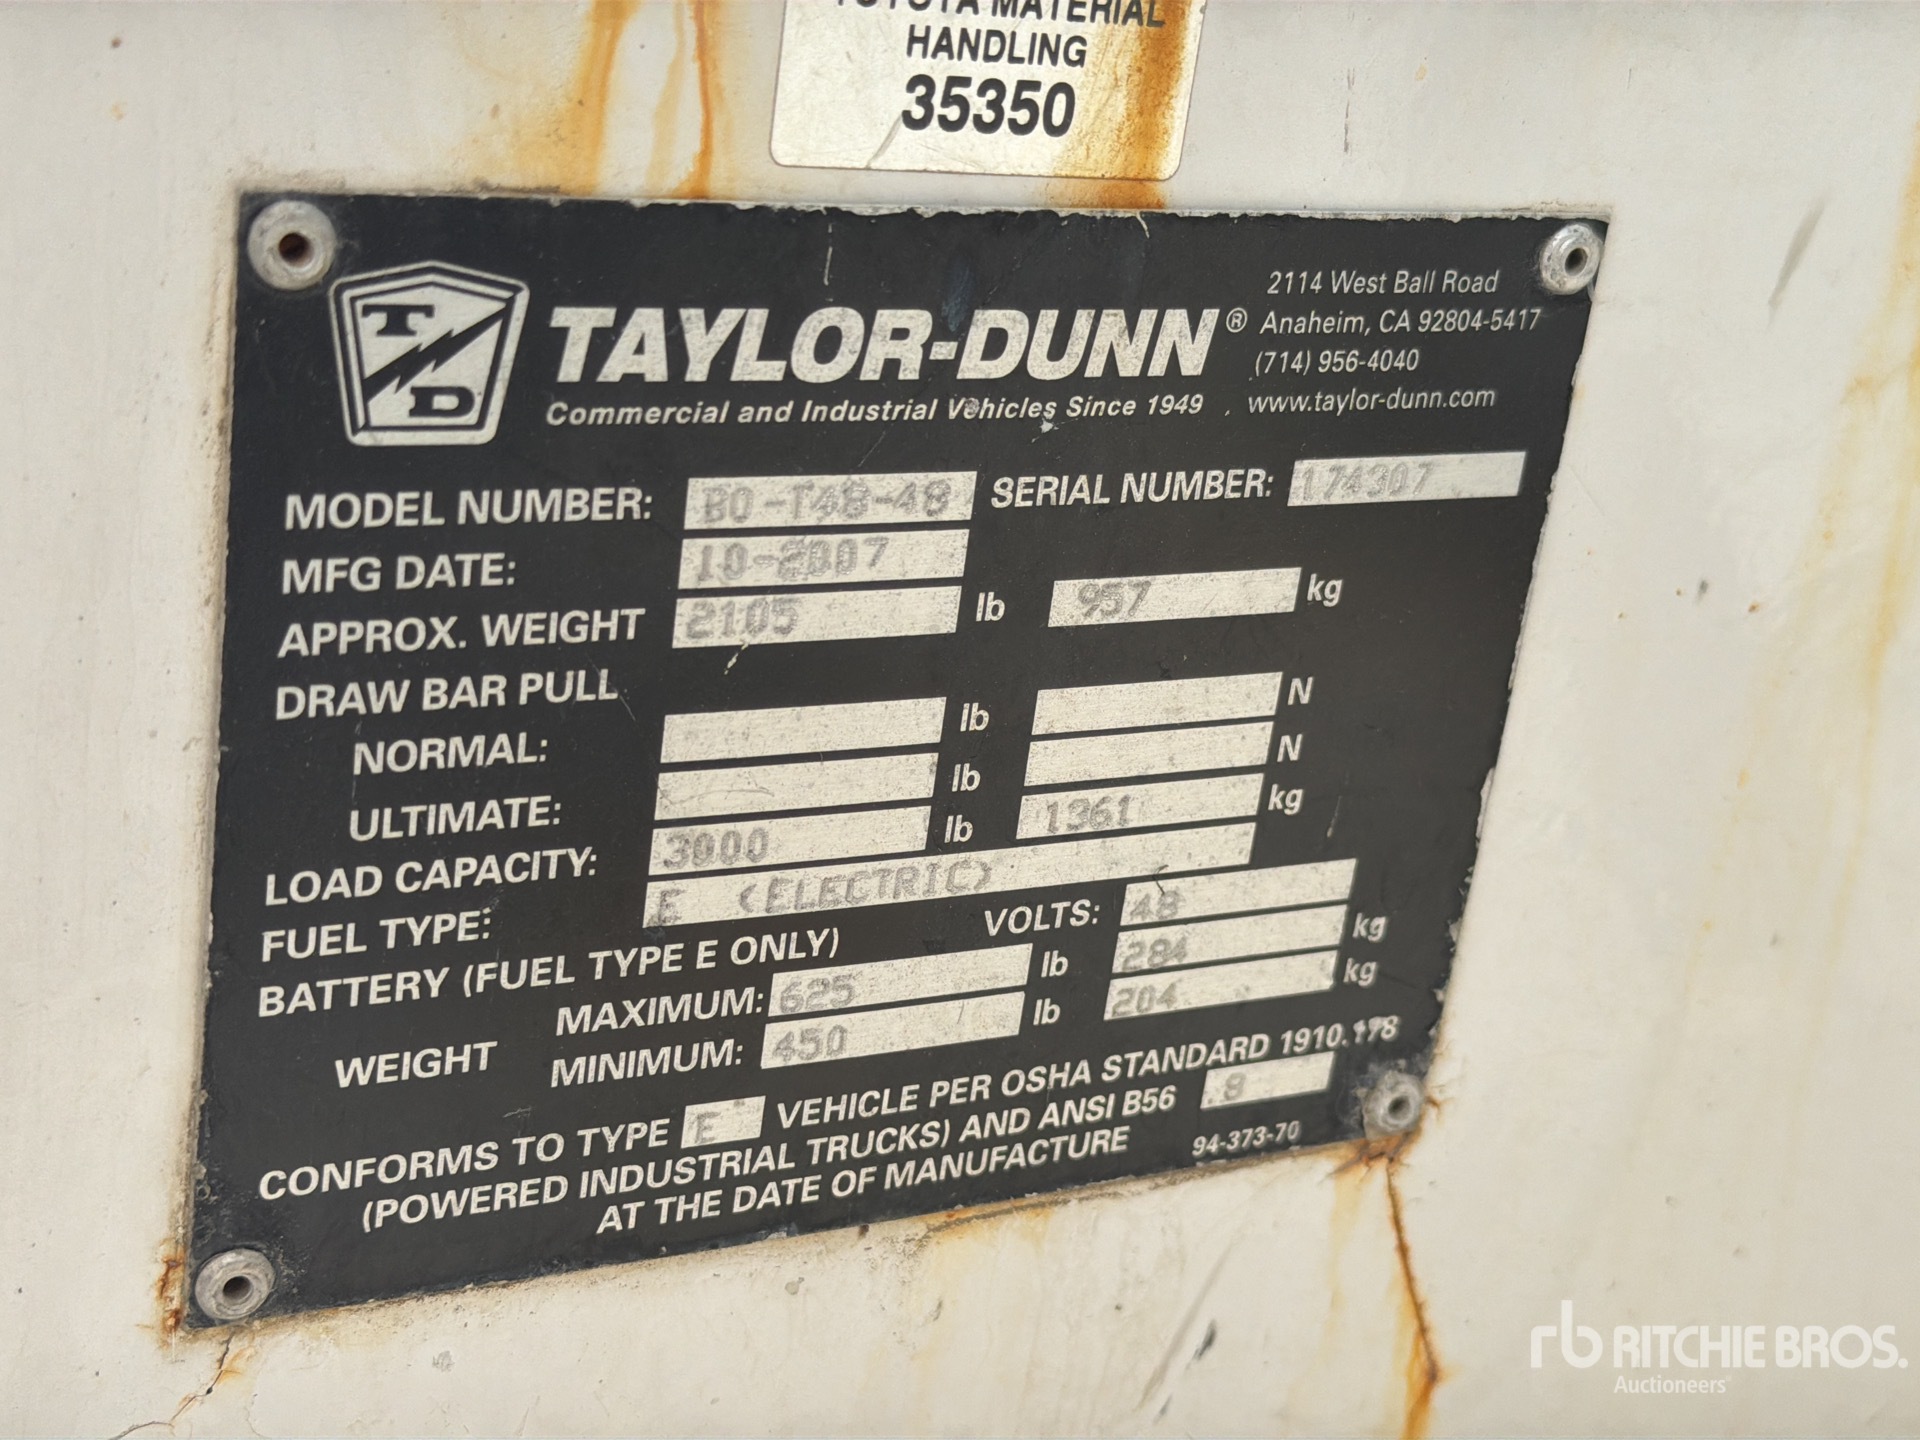 TOYOTA MATERIAL
HANDLING
35350
TD
TAYLOR-DUNN®
Commercial and Industrial Vehicles Since 1949
2114 West Ball Road
Anaheim, CA 92804-5417
(714) 956-4040
www.taylor-dunn.com
MODEL NUMBER: B0-T48-48 SERIAL NUMBER: 174307
MFG DATE: 10-2007
APPROX. WEIGHT 2105 lb 957 kg
DRAW BAR PULL
NORMAL: lb N
ULTIMATE: lb N
LOAD CAPACITY: 3000 lb 1361 kg
FUEL TYPE: E (ELECTRIC)
BATTERY (FUEL TYPE E ONLY) VOLTS: 48
WEIGHT MAXIMUM: 625 lb 284 kg
MINIMUM: 450 lb 204 kg
CONFORMS TO TYPE E VEHICLE PER OSHA STANDARD 1910.178
(POWERED INDUSTRIAL TRUCKS) AND ANSI B56 .8
AT THE DATE OF MANUFACTURE 94-373-70
rb RITCHIE BROS.
Auctioneers